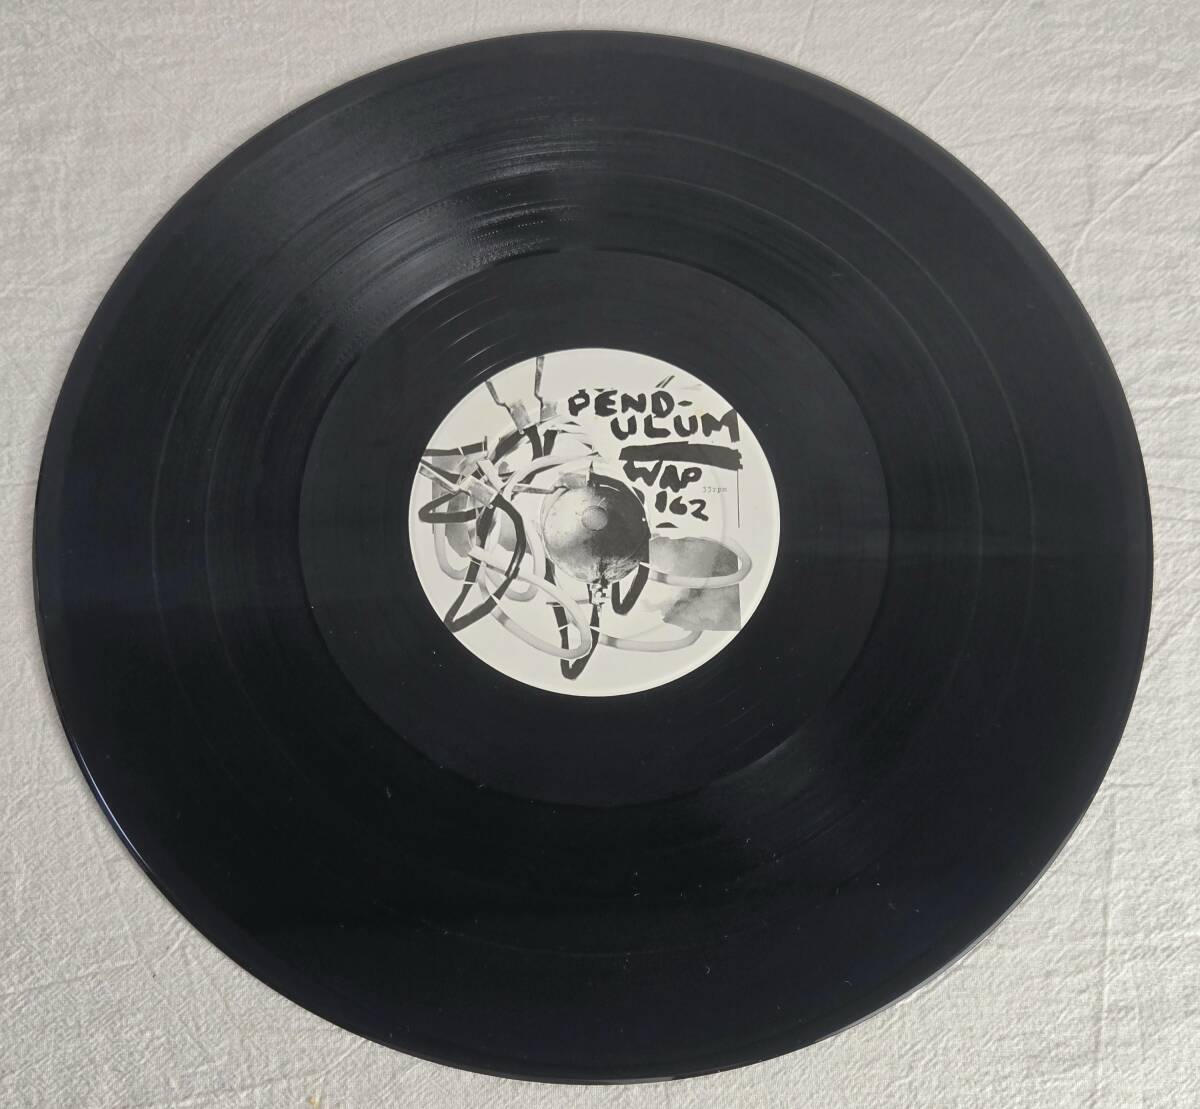 PEND-
ULUM
WAP
33rpm
162